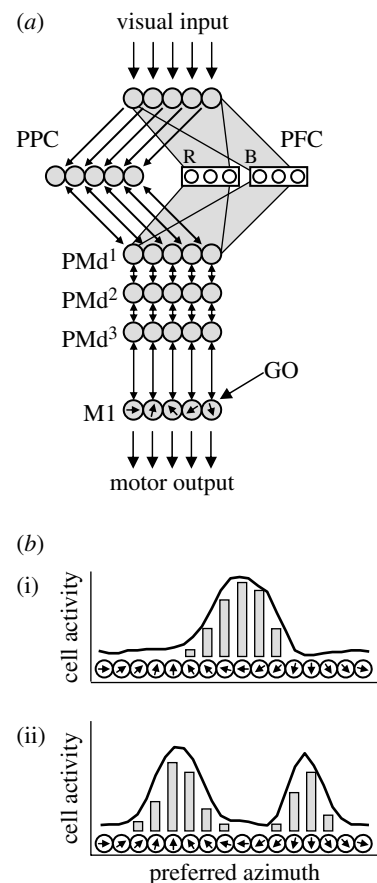 (a)
visual input
PPC
PFC
R
B
PMd1
PMd2
PMd3
GO
M1
motor output
(b)
(i)
cell activity
(ii)
cell activity
preferred azimuth